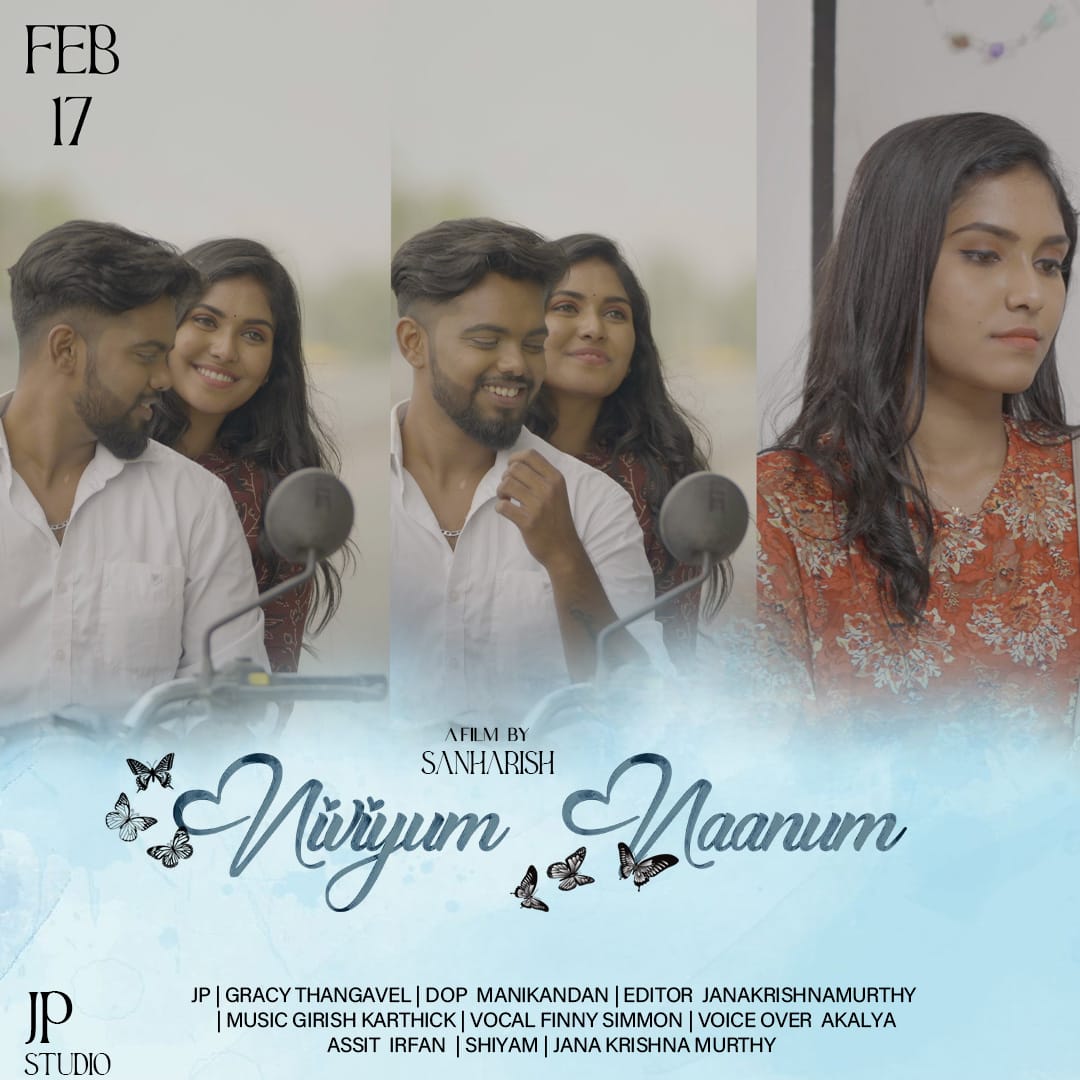 FEB
17
A FILM BY
SANHARISH
Niviyum Naanum
JP | GRACY THANGAVEL | DOP MANIKANDAN | EDITOR JANAKRISHNAMURTHY
| MUSIC GIRISH KARTHICK | VOCAL FINNY SIMMON | VOICE OVER AKALYA
ASSIT IRFAN | SHIYAM | JANA KRISHNA MURTHY
JP
STUDIO